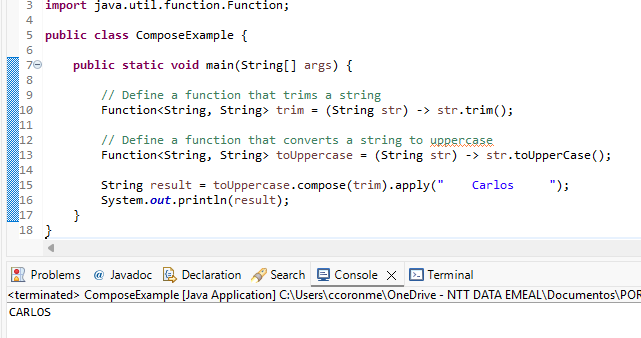 3 import java.util.function.Function;
4
5 public class ComposeExample {
6
7 public static void main(String[] args) {
8
9 // Define a function that trims a string
10 Function<String, String> trim = (String str) -> str.trim();
11
12 // Define a function that converts a string to uppercase
13 Function<String, String> toUppercase = (String str) -> str.toUpperCase();
14
15 String result = toUppercase.compose(trim).apply("    Carlos     ");
16 System.out.println(result);
17 }
18 }
Problems @ Javadoc Declaration Search Console Terminal
<terminated> ComposeExample [Java Application] C:\Users\ccoronme\OneDrive - NTT DATA EMEAL\Documentos\POR
CARLOS